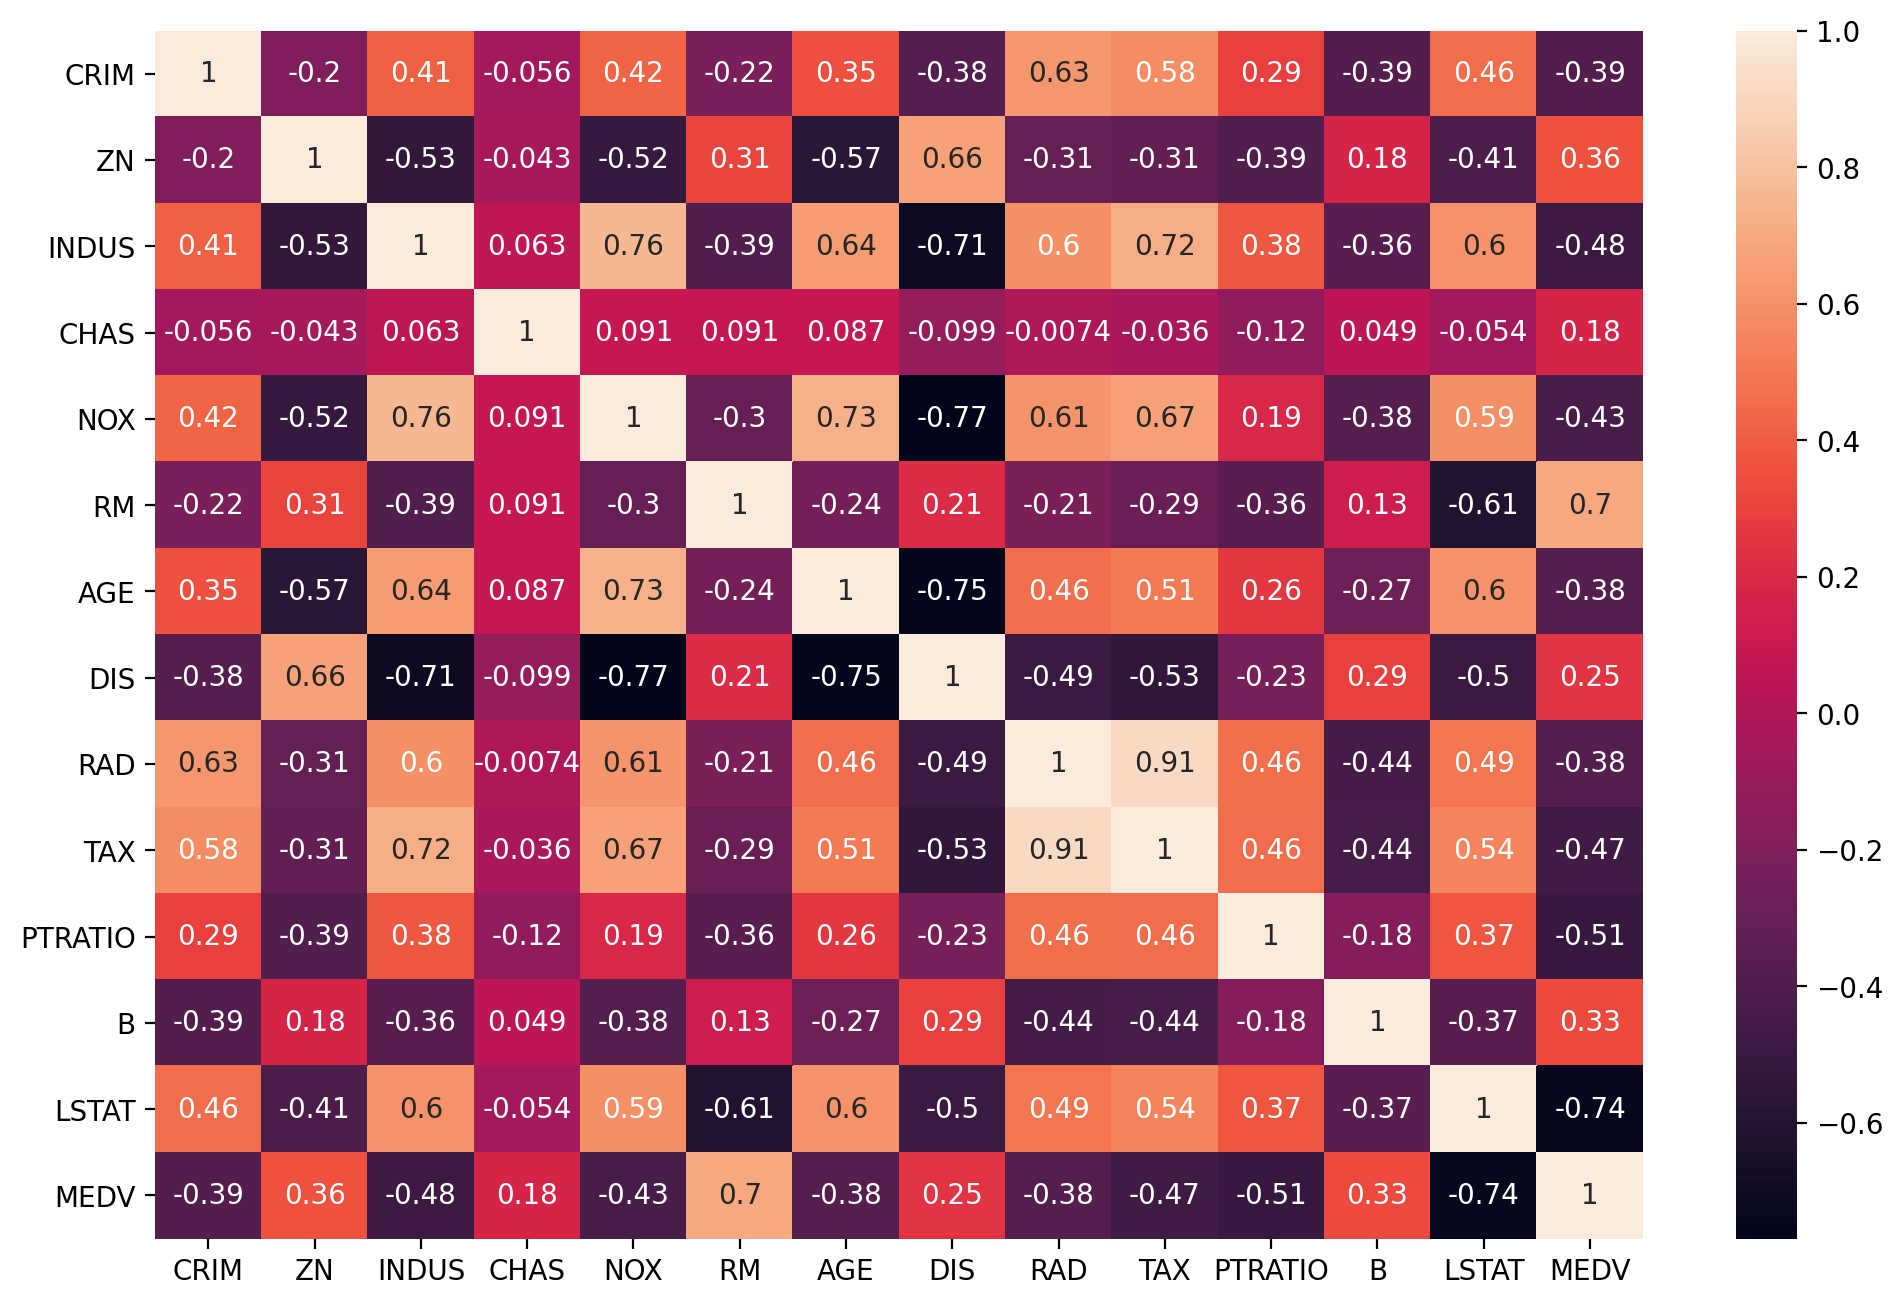 CRIM 1 -0.2 0.41 -0.056 0.42 -0.22 0.35 -0.38 0.63 0.58 0.29 -0.39 0.46 -0.39
ZN -0.2 1 -0.53 -0.043 -0.52 0.31 -0.57 0.66 -0.31 -0.31 -0.39 0.18 -0.41 0.36
INDUS 0.41 -0.53 1 0.063 0.76 -0.39 0.64 -0.71 0.6 0.72 0.38 -0.36 0.6 -0.48
CHAS -0.056 -0.043 0.063 1 0.091 0.091 0.087 -0.099 -0.0074 -0.036 -0.12 0.049 -0.054 0.18
NOX 0.42 -0.52 0.76 0.091 1 -0.3 0.73 -0.77 0.61 0.67 0.19 -0.38 0.59 -0.43
RM -0.22 0.31 -0.39 0.091 -0.3 1 -0.24 0.21 -0.21 -0.29 -0.36 0.13 -0.61 0.7
AGE 0.35 -0.57 0.64 0.087 0.73 -0.24 1 -0.75 0.46 0.51 0.26 -0.27 0.6 -0.38
DIS -0.38 0.66 -0.71 -0.099 -0.77 0.21 -0.75 1 -0.49 -0.53 -0.23 0.29 -0.5 0.25
RAD 0.63 -0.31 0.6 -0.0074 0.61 -0.21 0.46 -0.49 1 0.91 0.46 -0.44 0.49 -0.38
TAX 0.58 -0.31 0.72 -0.036 0.67 -0.29 0.51 -0.53 0.91 1 0.46 -0.44 0.54 -0.47
PTRATIO 0.29 -0.39 0.38 -0.12 0.19 -0.36 0.26 -0.23 0.46 0.46 1 -0.18 0.37 -0.51
B -0.39 0.18 -0.36 0.049 -0.38 0.13 -0.27 0.29 -0.44 -0.44 -0.18 1 -0.37 0.33
LSTAT 0.46 -0.41 0.6 -0.054 0.59 -0.61 0.6 -0.5 0.49 0.54 0.37 -0.37 1 -0.74
MEDV -0.39 0.36 -0.48 0.18 -0.43 0.7 -0.38 0.25 -0.38 -0.47 -0.51 0.33 -0.74 1
CRIM ZN INDUS CHAS NOX RM AGE DIS RAD TAX PTRATIO B LSTAT MEDV
1.0
0.8
0.6
0.4
0.2
0.0
−0.2
−0.4
−0.6